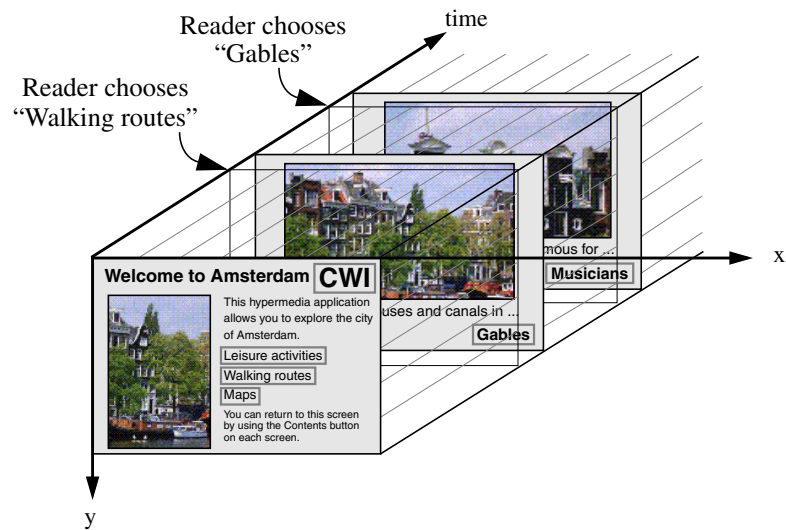 Reader chooses
“Gables”
time
Reader chooses
“Walking routes”
x
mous for ...
Musicians
Welcome to Amsterdam CWI
This hypermedia application
allows you to explore the city
of Amsterdam.
Leisure activities
Walking routes
Maps
You can return to this screen
by using the Contents button
on each screen.
uses and canals in ...
Gables
y